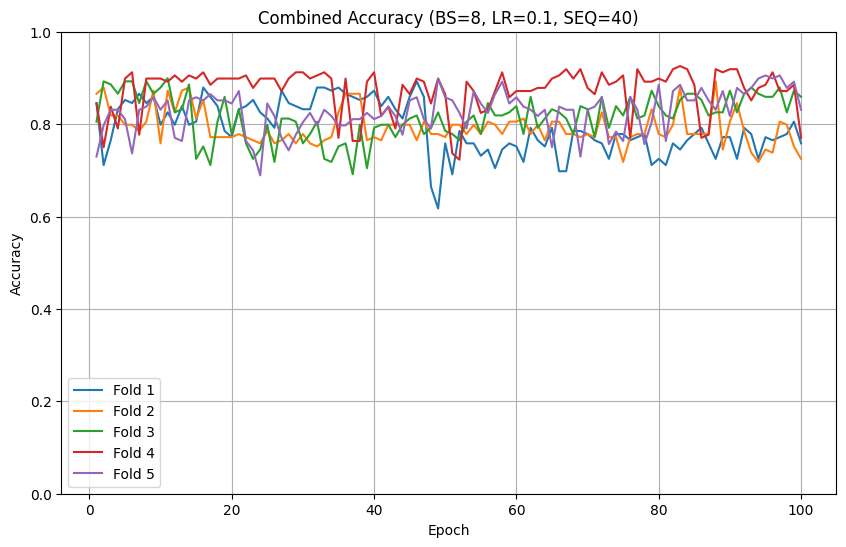 Combined Accuracy (BS=8, LR=0.1, SEQ=40)
1.0
0.8
0.6
0.4
0.2
0.0
Accuracy
Fold 1
Fold 2
Fold 3
Fold 4
Fold 5
0 20 40 60 80 100
Epoch